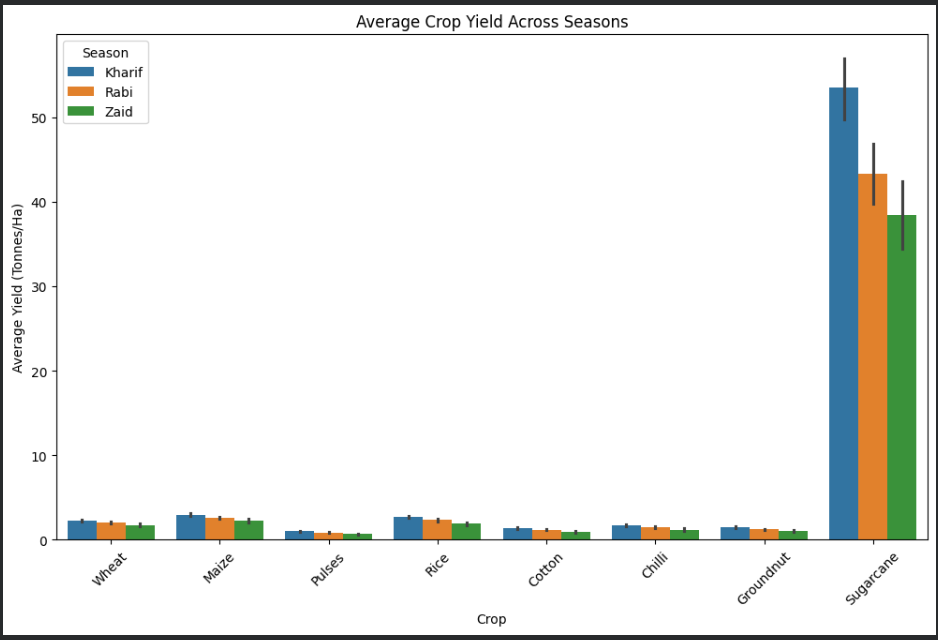 Average Crop Yield Across Seasons
Season
Kharif
Rabi
Zaid
Average Yield (Tonnes/Ha)
50
40
30
20
10
0
Wheat
Maize
Pulses
Rice
Cotton
Chilli
Groundnut
Sugarcane
Crop